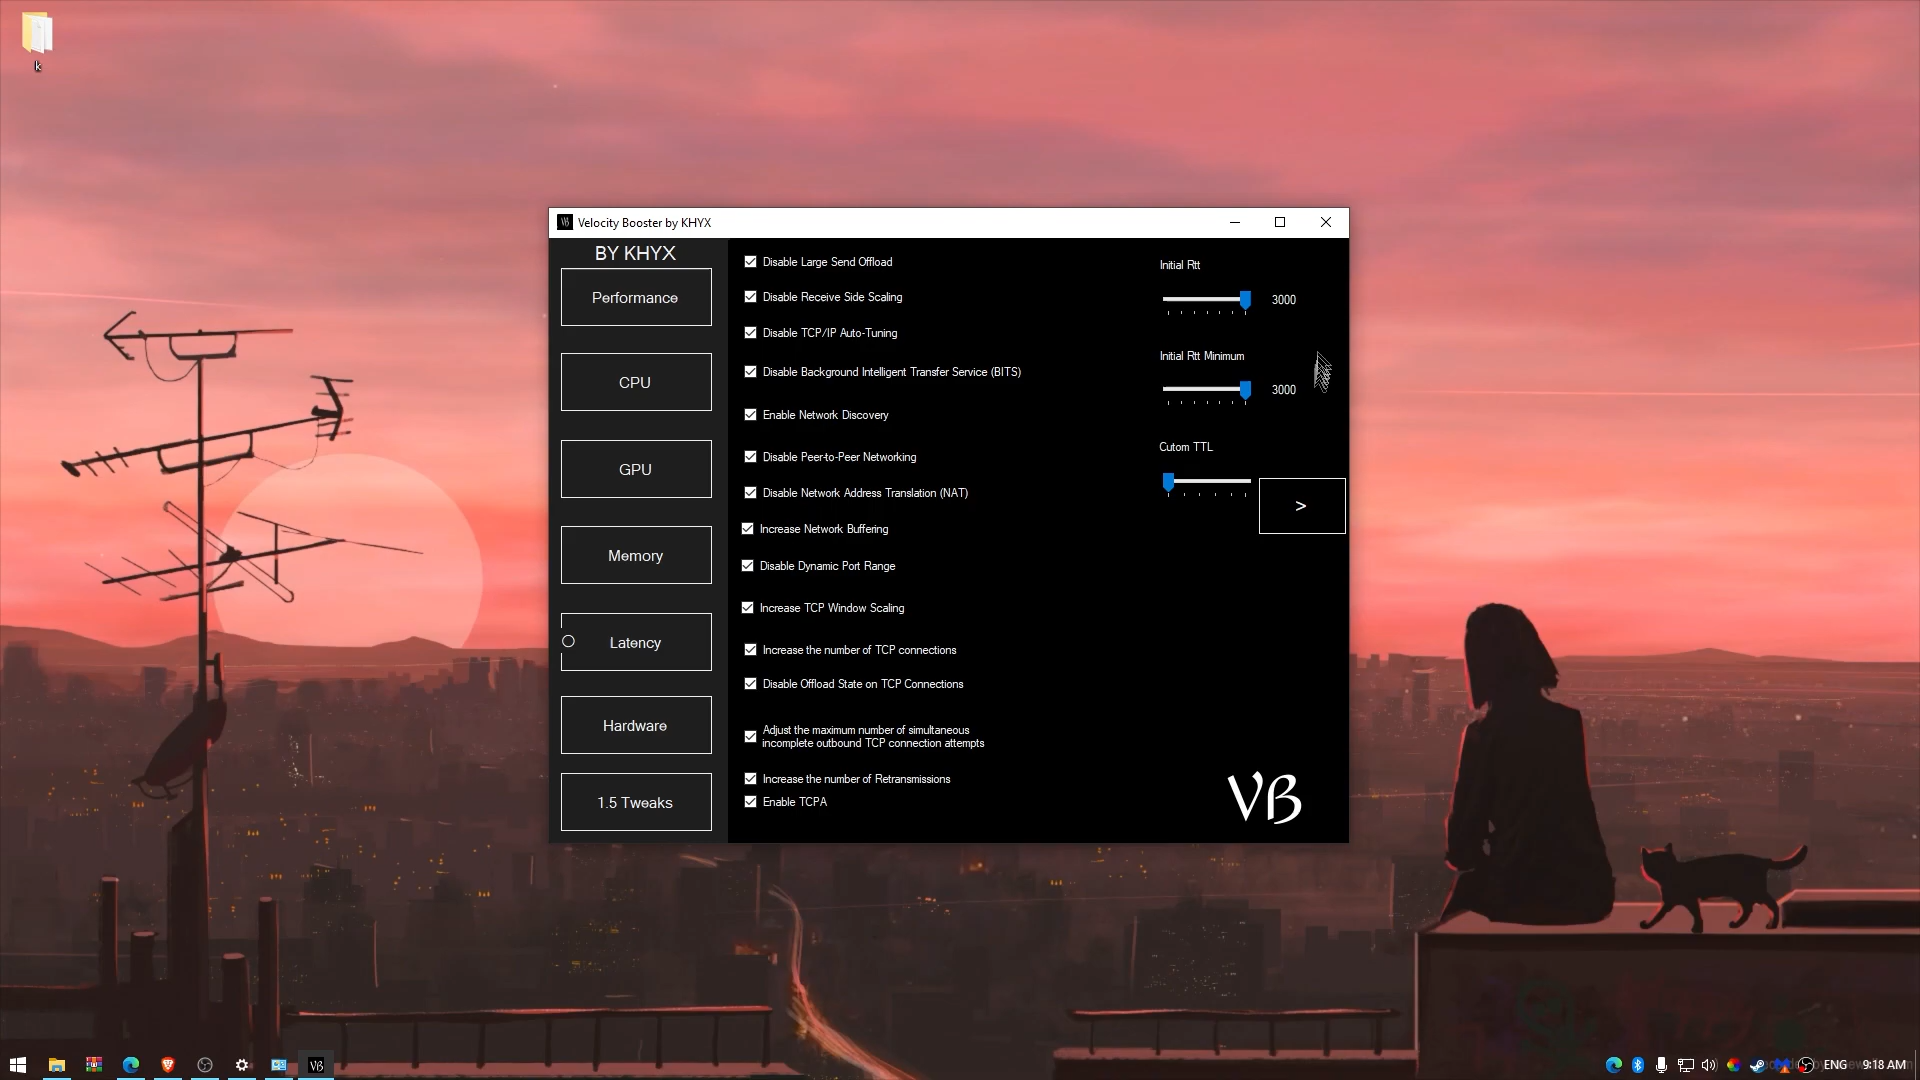 k
Velocity Booster by KHYX
BY KHYX
Performance
CPU
GPU
Memory
Latency
Hardware
1.5 Tweaks
Disable Large Send Offload
Disable Receive Side Scaling
Disable TCP/IP Auto-Tuning
Disable Background Intelligent Transfer Service (BITS)
Enable Network Discovery
Disable Peer-to-Peer Networking
Disable Network Address Translation (NAT)
Increase Network Buffering
Disable Dynamic Port Range
Increase TCP Window Scaling
Increase the number of TCP connections
Disable Offload State on TCP Connections
Adjust the maximum number of simultaneous
incomplete outbound TCP connection attempts
Increase the number of Retransmissions
Enable TCPA
Initial Rtt
3000
Initial Rtt Minimum
3000
Cutom TTL
>
VB
VB
ENG
9:18 AM